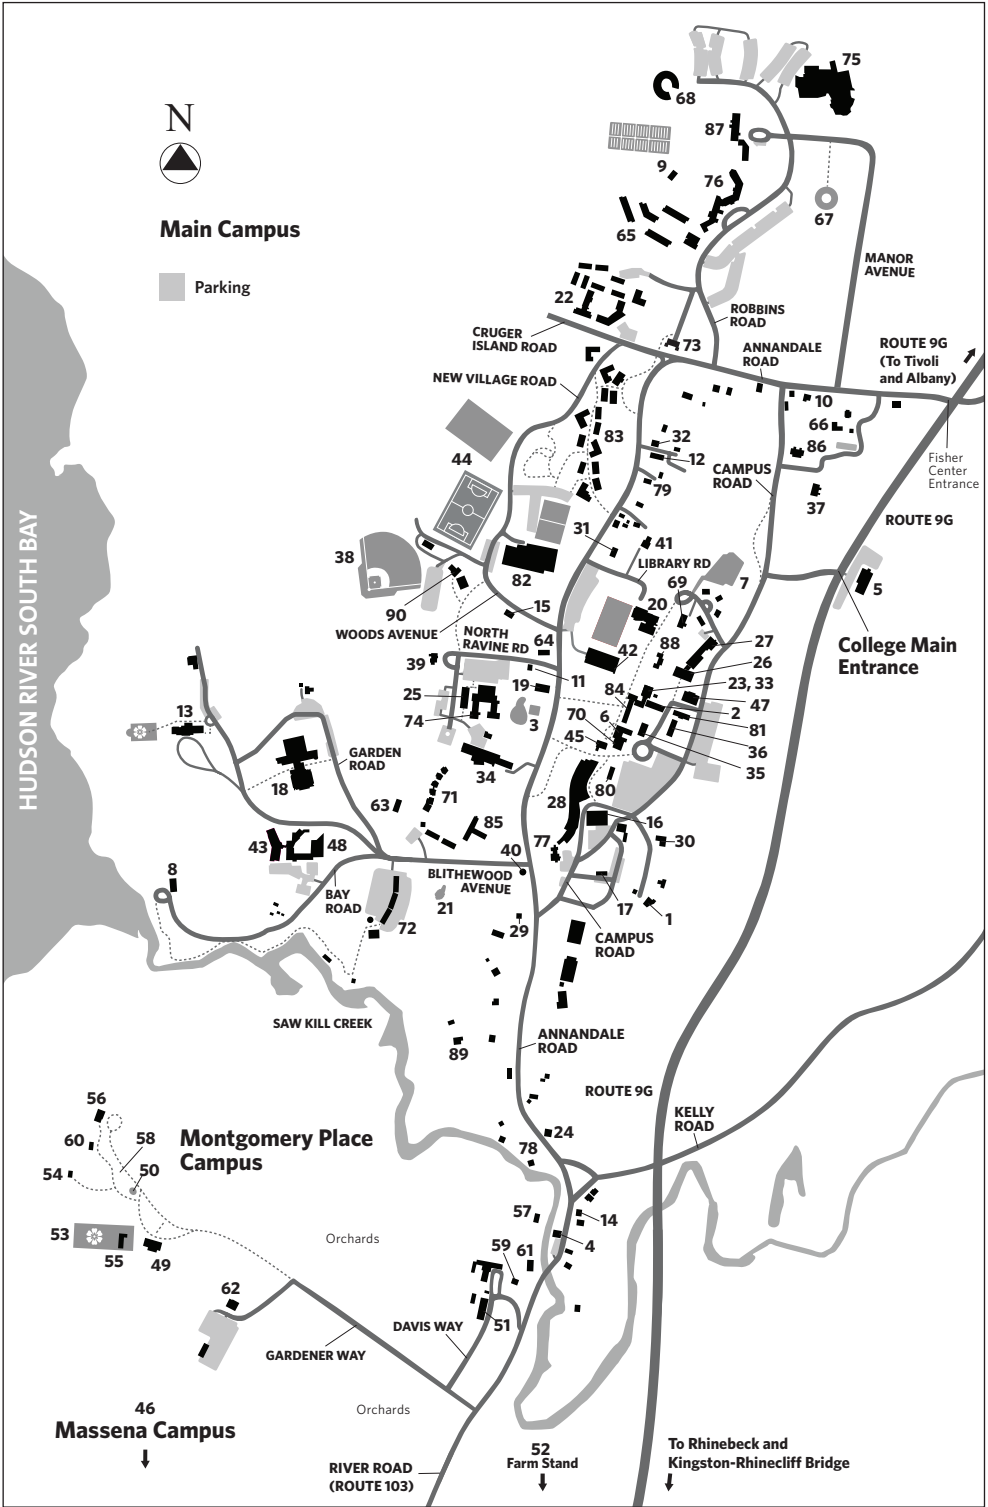 75
68
N
87
9
76
67
Main Campus
65
MANOR
AVENUE
Parking
22
ROBBINS
ROAD
CRUGER
ISLAND ROAD
73
ANNANDALE
ROAD
ROUTE 9G
(To Tivoli
and Albany)
NEW VILLAGE ROAD
10
66
83
32
86
44
12
CAMPUS
ROAD
Fisher
Center
Entrance
79
37
ROUTE 9G
31
41
38
LIBRARY RD
82
69
7
5
HUDSON RIVER SOUTH BAY
90
15
20
WOODS AVENUE
NORTH
RAVINE RD
64
88
27
College Main
Entrance
39
42
26
11
19
84
23, 33
25
47
13
74
3
70
6
2
45
81
36
GARDEN
ROAD
34
35
18
80
71
28
63
85
16
43
48
77
30
40
8
BLITHEWOOD
AVENUE
BAY
ROAD
21
17
1
72
29
CAMPUS
ROAD
SAW KILL CREEK
ANNANDALE
ROAD
89
ROUTE 9G
56
KELLY
ROAD
60
58
Montgomery Place
Campus
24
54
50
78
57
14
53
Orchards
55
49
59
61
4
62
DAVIS WAY
51
GARDENER WAY
46
Massena Campus
Orchards
52
Farm Stand
To Rhinebeck and
Kingston-Rhinecliff Bridge
RIVER ROAD
(ROUTE 103)